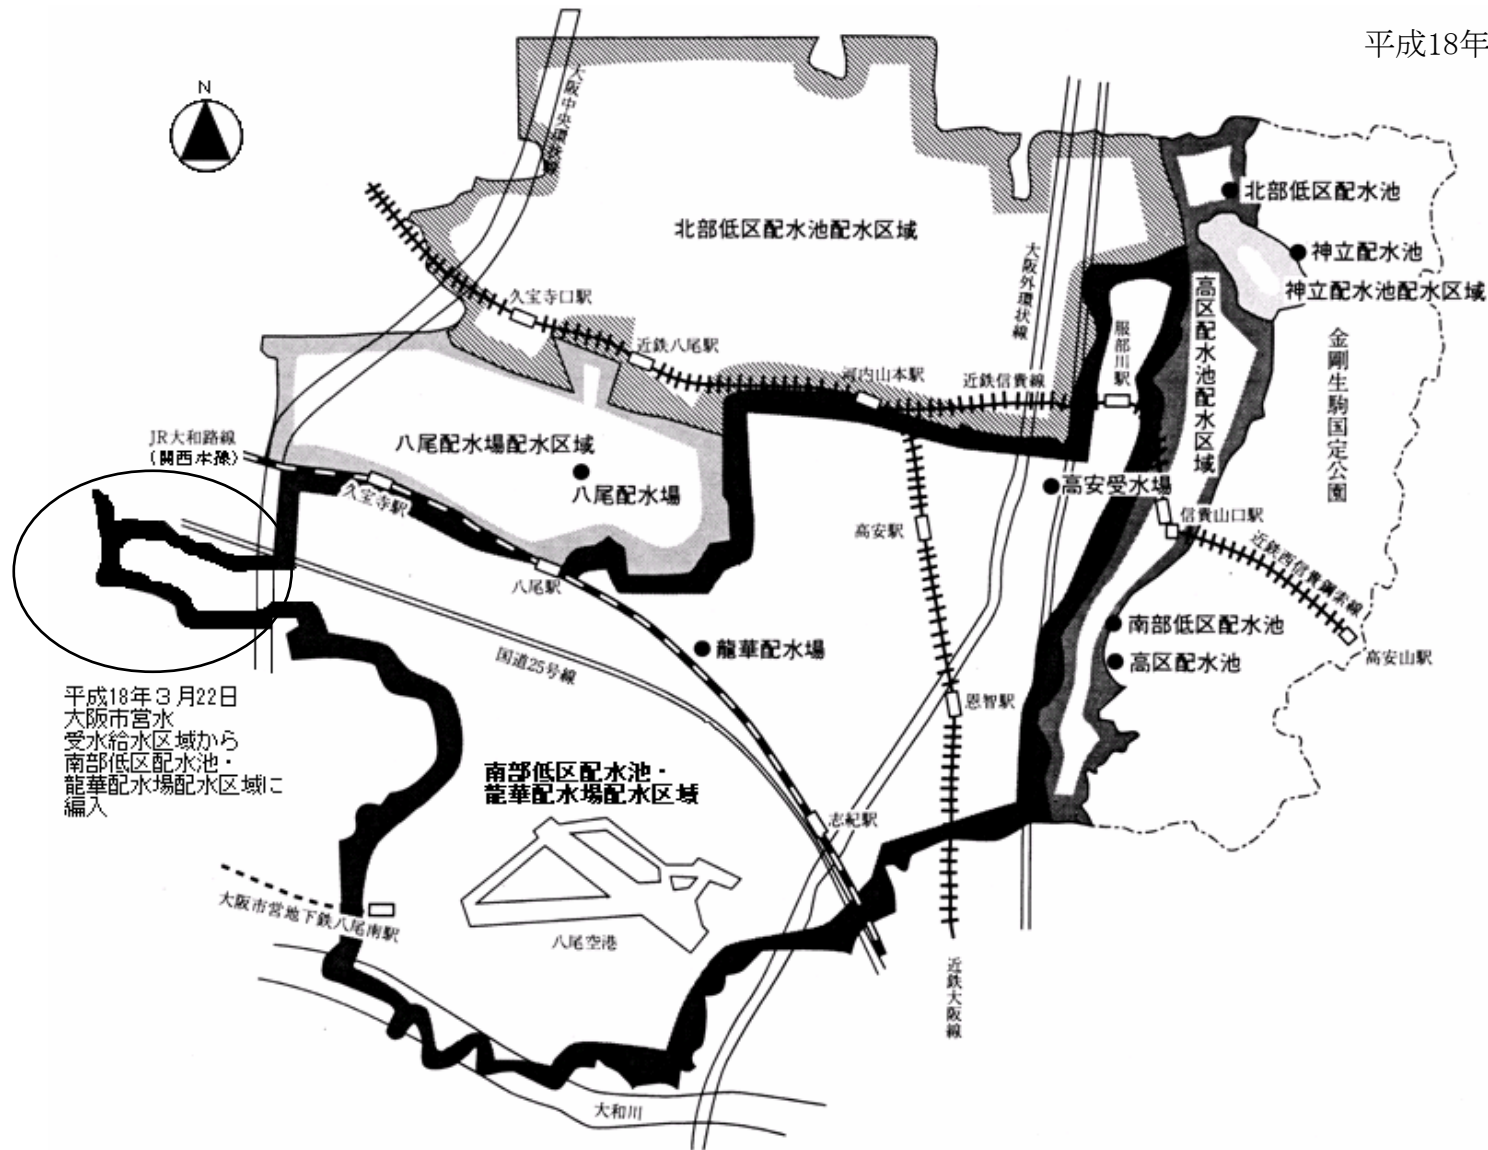 平成18年
N
大阪中央環状線
北部低区配水池
北部低区配水池配水区域
神立配水池
大阪外環状線
神立配水池配水区域
高区配水池配水区域
久宝寺口駅
服部川駅
金剛生駒国定公園
近鉄八尾駅
河内山本駅
近鉄信貴線
JR大和路線
(関西本線)
八尾配水場配水区域
八尾配水場
久宝寺駅
高安受水場
信貴山口駅
高安駅
近鉄西信貴鋼索線
八尾駅
南部低区配水池
龍華配水場
国道25号線
高区配水池
高安山駅
平成18年3月22日
大阪市営水
受水給水区域から
南部低区配水池・
龍華配水場配水区域に
編入
恩智駅
南部低区配水池・
龍華配水場配水区域
志紀駅
大阪市営地下鉄八尾南駅
八尾空港
近鉄大阪線
大和川